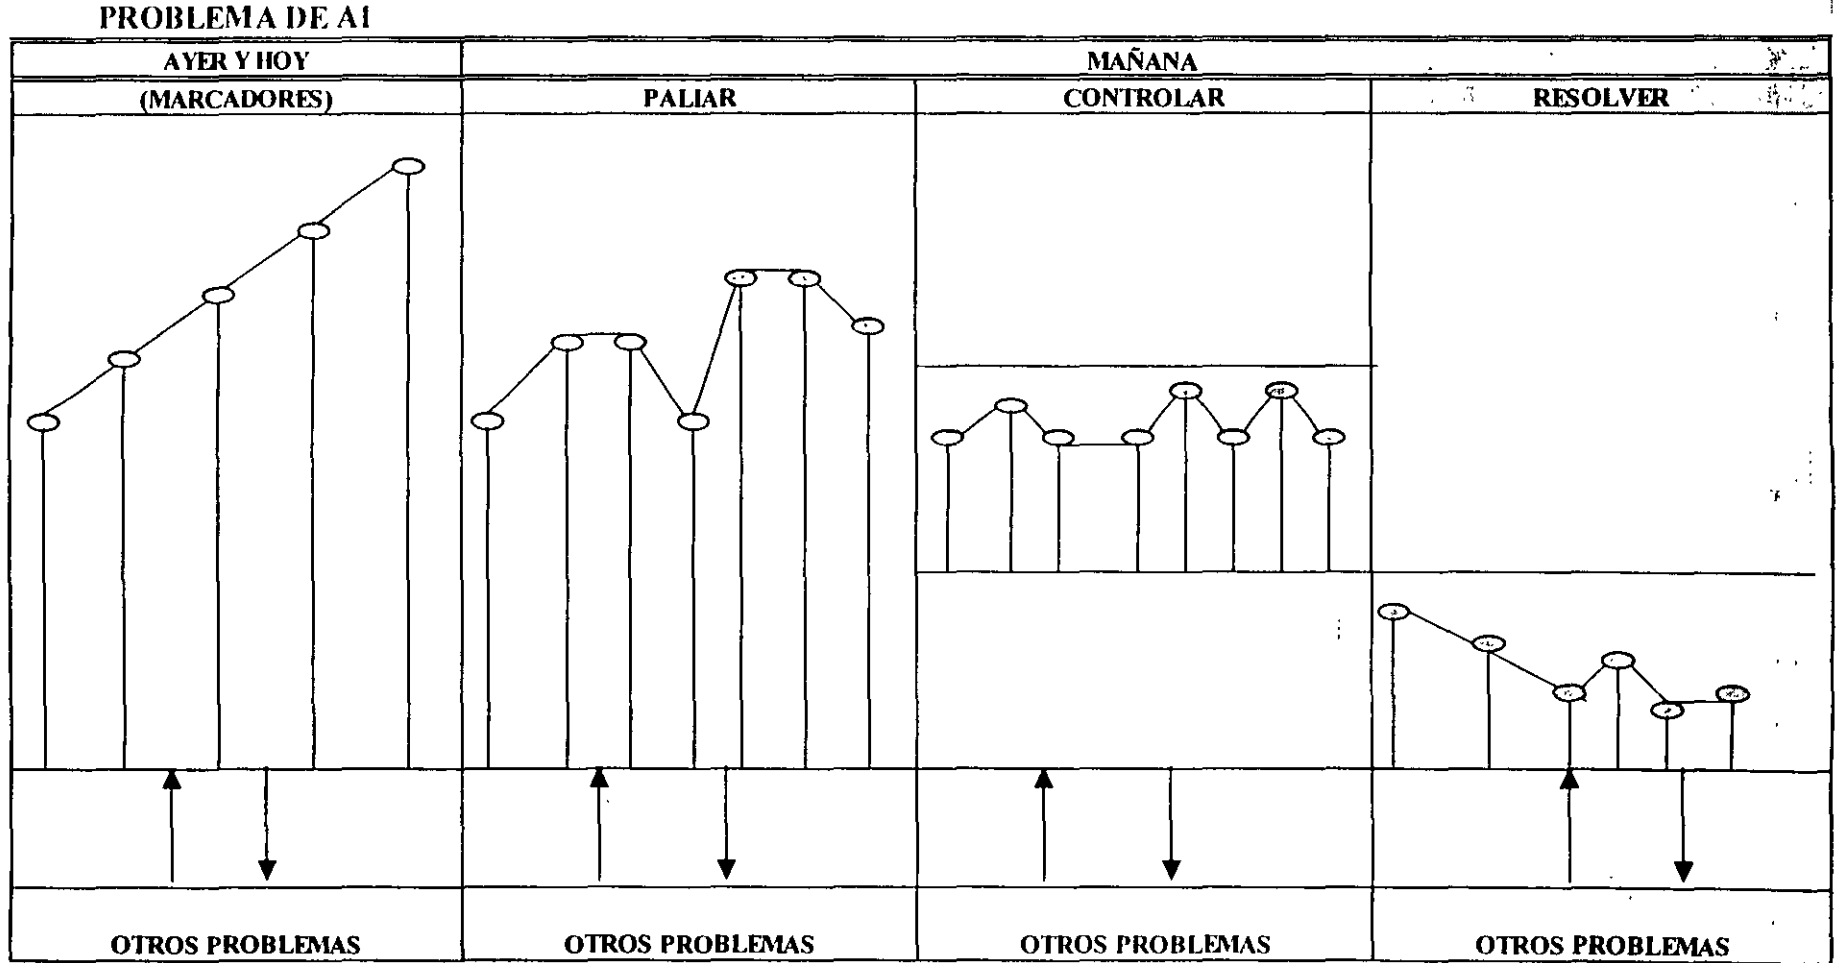 PROBLEMA DE A1
AYER Y HOY
MAÑANA
(MARCADORES)
PALIAR
CONTROLAR
RESOLVER
OTROS PROBLEMAS
OTROS PROBLEMAS
OTROS PROBLEMAS
OTROS PROBLEMAS